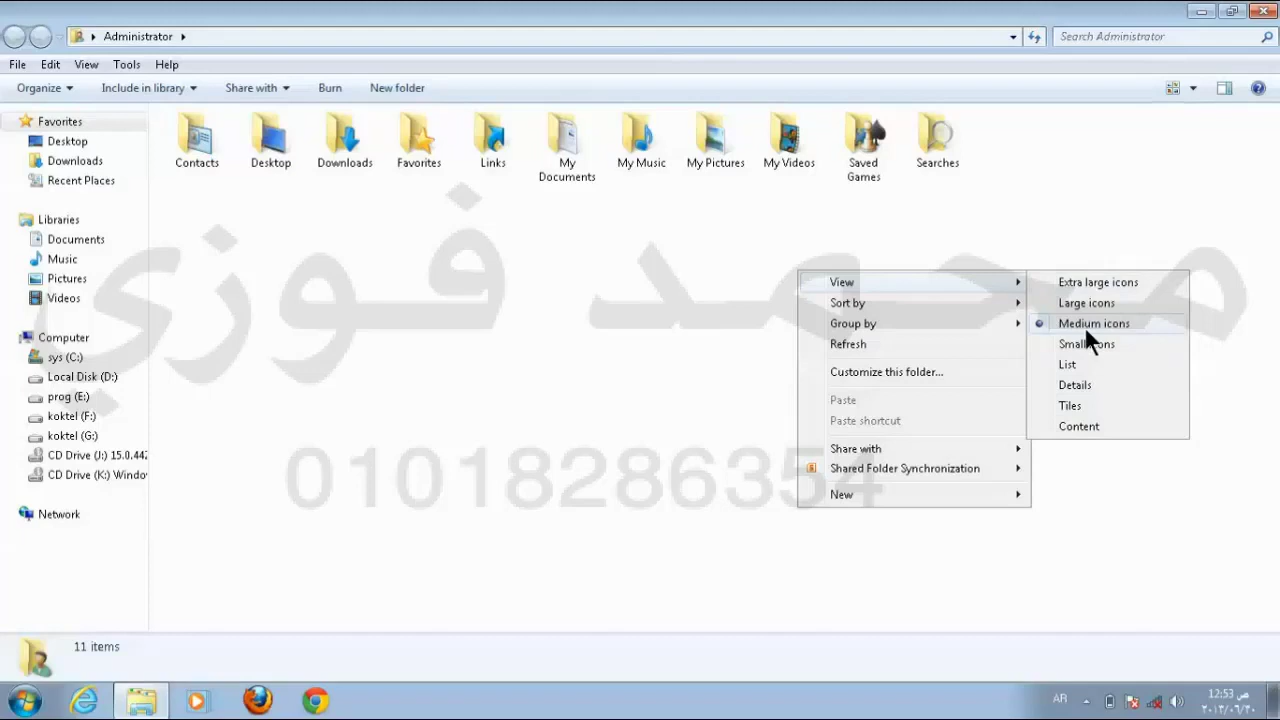 Administrator
Search Administrator
File Edit View Tools Help
Organize Include in library Share with Burn New folder
Favorites
Desktop
Downloads
Recent Places
Libraries
Documents
Music
Pictures
Videos
Computer
sys (C:)
Local Disk (D:)
prog (E:)
koktel (F:)
koktel (G:)
CD Drive (J:) 15.0.442
CD Drive (K:) Windo
Network
Contacts
Desktop
Downloads
Favorites
Links
My Documents
My Music
My Pictures
My Videos
Saved Games
Searches
محمد فوزي
01018286354
View
Sort by
Group by
Refresh
Customize this folder...
Paste
Paste shortcut
Share with
Shared Folder Synchronization
New
Extra large icons
Large icons
Medium icons
List
Details
Tiles
Content
11 items
AR
12:53 ص
٢٠١٣/٠٦/٣٠